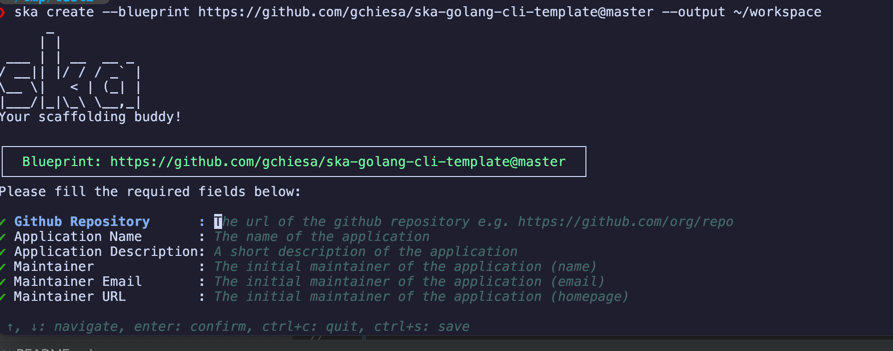 ❯ ska create --blueprint https://github.com/gchiesa/ska-golang-cli-template@master --output ~/workspace
ska
Your scaffolding buddy!
Blueprint: https://github.com/gchiesa/ska-golang-cli-template@master
Please fill the required fields below:
✓ Github Repository : The url of the github repository e.g. https://github.com/org/repo
✓ Application Name : The name of the application
✓ Application Description: A short description of the application
✓ Maintainer : The initial maintainer of the application (name)
✓ Maintainer Email : The initial maintainer of the application (email)
✓ Maintainer URL : The initial maintainer of the application (homepage)
↑, ↓: navigate, enter: confirm, ctrl+c: quit, ctrl+s: save